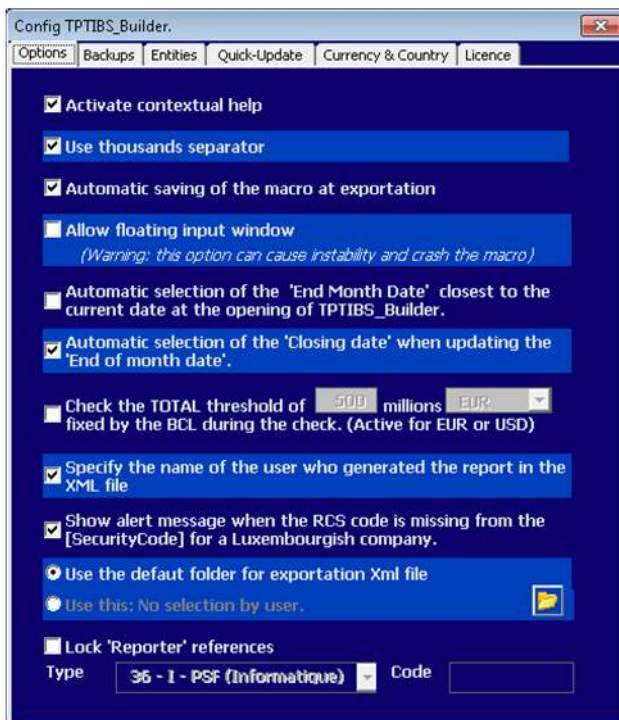 Config TPTIBS_Builder.
Options Backups Entities Quick-Update Currency & Country Licence
Activate contextual help
Use thousands separator
Automatic saving of the macro at exportation
Allow floating input window
(Warning: this option can cause instability and crash the macro)
Automatic selection of the 'End Month Date' closest to the
current date at the opening of TPTIBS_Builder.
Automatic selection of the 'Closing date' when updating the
'End of month date'.
Check the TOTAL threshold of 500 millions EUR
fixed by the BCL during the check. (Active for EUR or USD)
Specify the name of the user who generated the report in the
XML file
Show alert message when the RCS code is missing from the
[SecurityCode] for a Luxembourgish company.
Use the defaut folder for exportation Xml file
Use this: No selection by user.
Lock 'Reporter' references
Type 36 - I - PSF (Informatique) Code